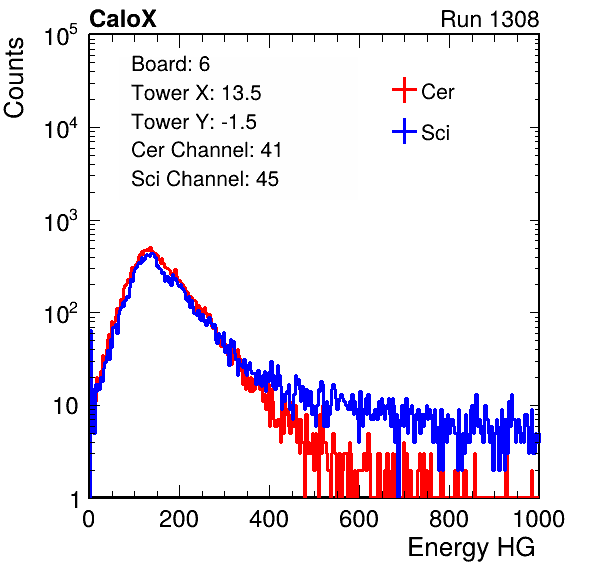 CaloX
Run 1308
Counts
10^5
10^4
10^3
10^2
10
1
Board: 6
Tower X: 13.5
Tower Y: -1.5
Cer Channel: 41
Sci Channel: 45
Cer
Sci
0 200 400 600 800 1000
Energy HG